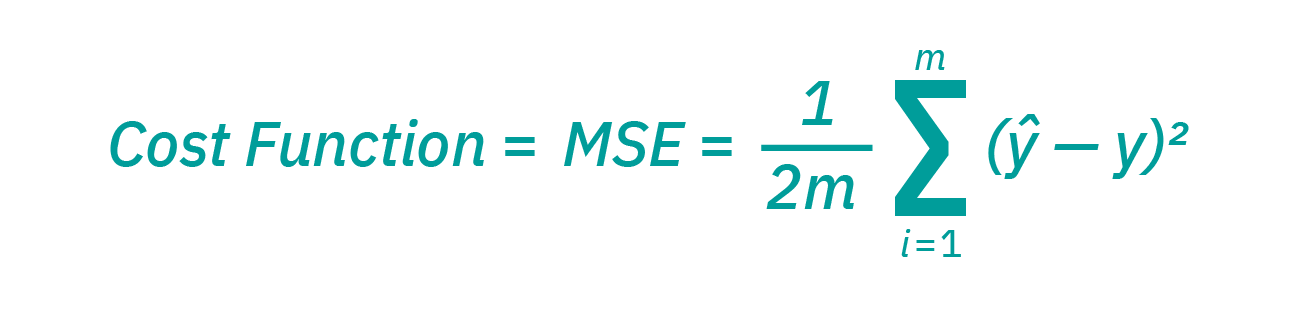 Cost Function = MSE = 1/2m m∑i=1 (ŷ — y)²